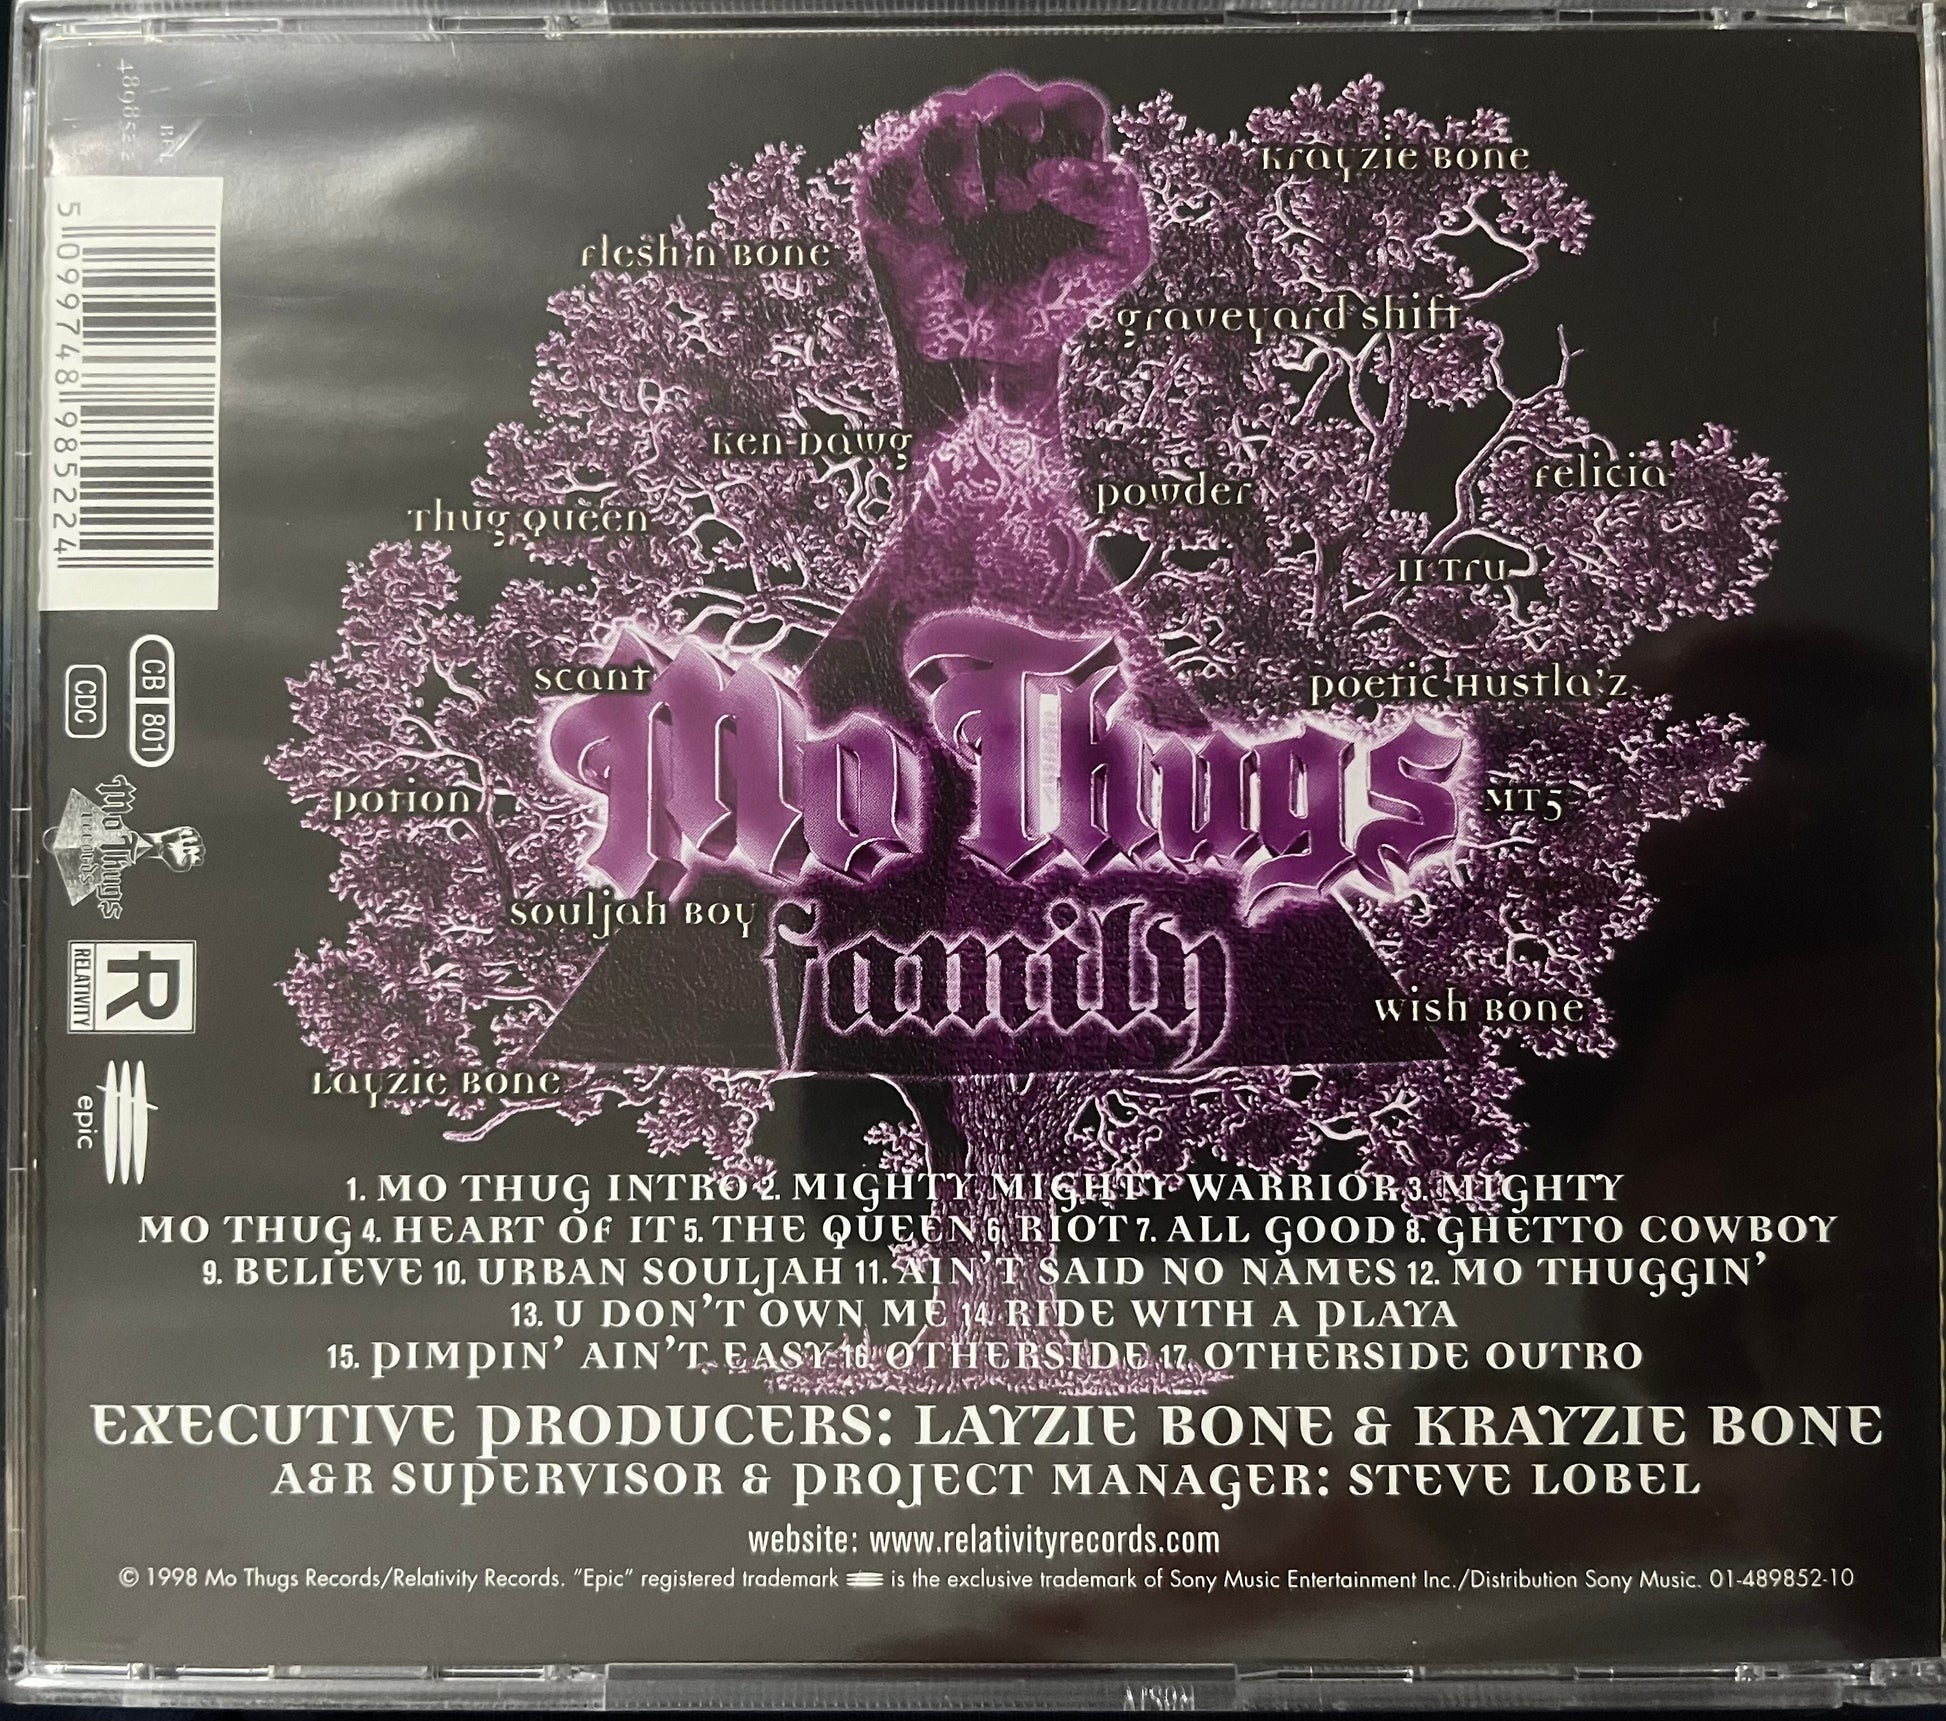 489852 2
5 099748 985224
CB 801
CDC
Mo Thugs
RECORDS
R
RELATIVITY
epic
Krayzie Bone
Flesh n Bone
Graveyard Shift
Ken-Dawg
Felicia
Powder
Thug Queen
II Tru
Scant
Poetic Hustla'z
Mo Thugs
Potion
MT5
Souljah Boy
Family
Wish Bone
Layzie Bone
1. MO THUG INTRO 2. MIGHTY MIGHTY WARRIOR 3. MIGHTY
MO THUG 4. HEART OF IT 5. THE QUEEN 6. RIOT 7. ALL GOOD 8. GHETTO COWBOY
9. BELIEVE 10. URBAN SOULJAH 11. AIN'T SAID NO NAMES 12. MO THUGGIN'
13. U DON'T OWN ME 14. RIDE WITH A PLAYA
15. PIMPIN' AIN'T EASY 16. OTHERSIDE 17. OTHERSIDE OUTRO
EXECUTIVE PRODUCERS: LAYZIE BONE & KRAYZIE BONE
A&R SUPERVISOR & PROJECT MANAGER: STEVE LOBEL
website: www.relativityrecords.com
© 1998 Mo Thugs Records/Relativity Records. "Epic" registered trademark is the exclusive trademark of Sony Music Entertainment Inc./Distribution Sony Music. 01-489852-10